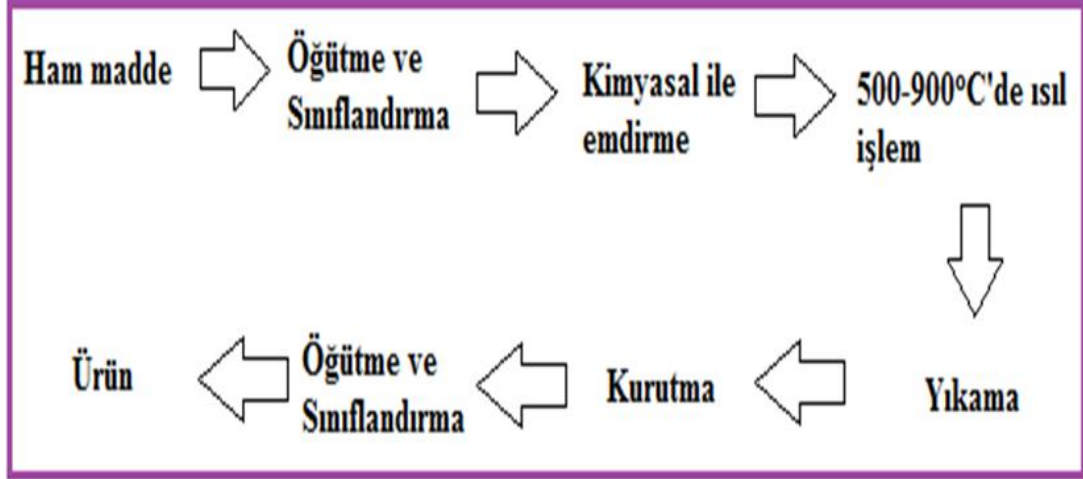 Ham madde
Öğütme ve
Sınıflandırma
Kimyasal ile
emdirme
500-900°C'de ısıl
işlem
Yıkama
Kurutma
Öğütme ve
Sınıflandırma
Ürün